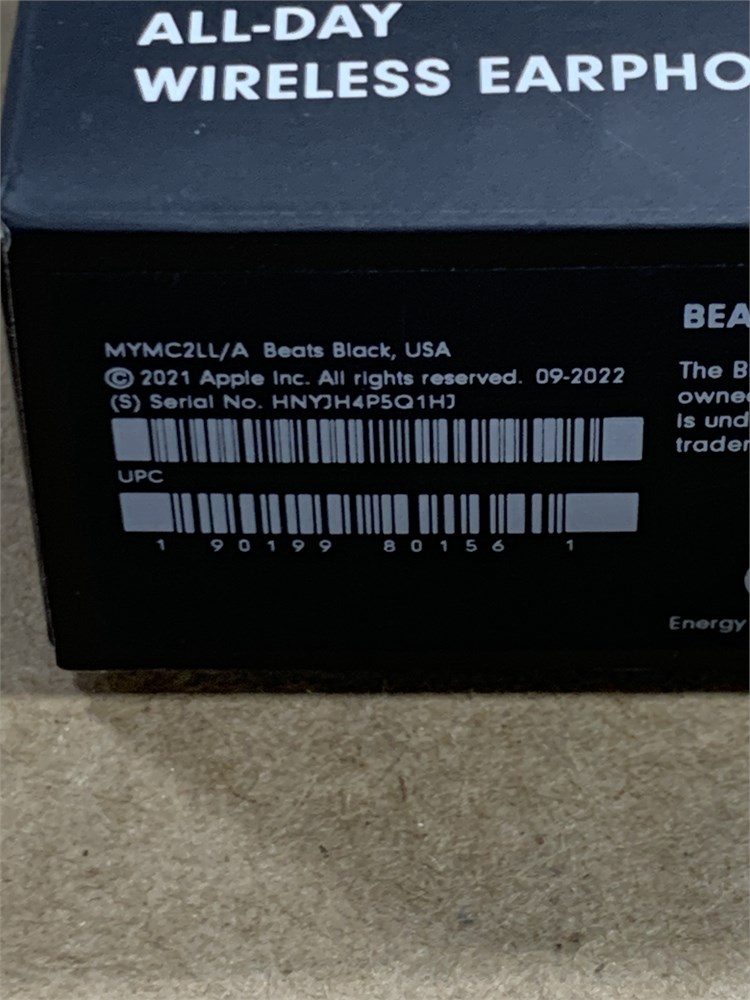 ALL-DAY
WIRELESS EARPHO
MYMC2LL/A Beats Black, USA
© 2021 Apple Inc. All rights reserved. 09-2022
(S) Serial No. HNYJH4P5Q1HJ
UPC
1 90199 80156 1
BEA
The B
owne
is und
trader
Energy